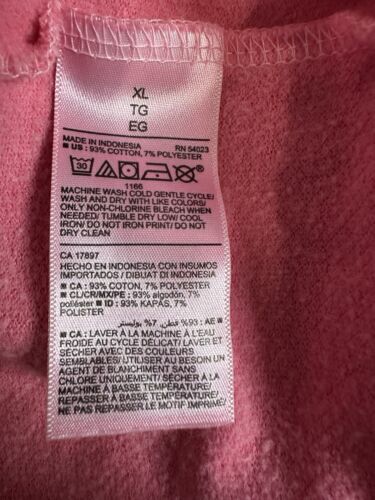 XL
TG
EG
MADE IN INDONESIA RN 54023
■ US : 93% COTTON, 7% POLYESTER
30
1166
MACHINE WASH COLD GENTLE CYCLE/
WASH AND DRY WITH LIKE COLORS/
ONLY NON-CHLORINE BLEACH WHEN
NEEDED/ TUMBLE DRY LOW/ COOL
IRON/ DO NOT IRON PRINT/ DO NOT
DRY CLEAN
CA 17897
HECHO EN INDONESIA CON INSUMOS
IMPORTADOS / DIBUAT DI INDONESIA
■ CA : 93% COTON, 7% POLYESTER
■ CL/CR/MX/PE : 93% algodón, 7%
poliéster ■ ID : 93% KAPAS, 7%
POLISTER
■ AE : 93% قطن, 7% بوليستر
■ CA : LAVER À LA MACHINE À L'EAU
FROIDE AU CYCLE DÉLICAT/ LAVER ET
SÉCHER AVEC DES COULEURS
SEMBLABLES/ UTILISER AU BESOIN UN
AGENT DE BLANCHIMENT SANS
CHLORE UNIQUEMENT/ SÉCHER À LA
MACHINE À BASSE TEMPÉRATURE/
REPASSER À BASSE TEMPÉRATURE/
NE PAS REPASSER LE MOTIF IMPRIMÉ/